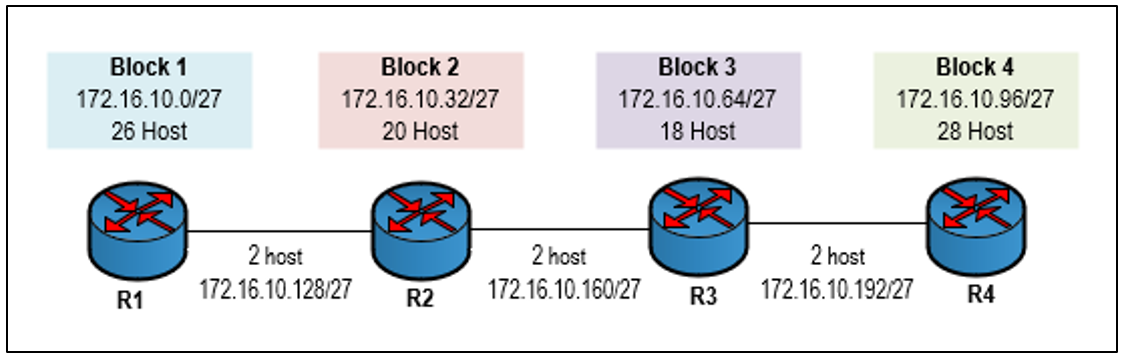 Block 1
172.16.10.0/27
26 Host
Block 2
172.16.10.32/27
20 Host
Block 3
172.16.10.64/27
18 Host
Block 4
172.16.10.96/27
28 Host
2 host
172.16.10.128/27
2 host
172.16.10.160/27
2 host
172.16.10.192/27
R1
R2
R3
R4